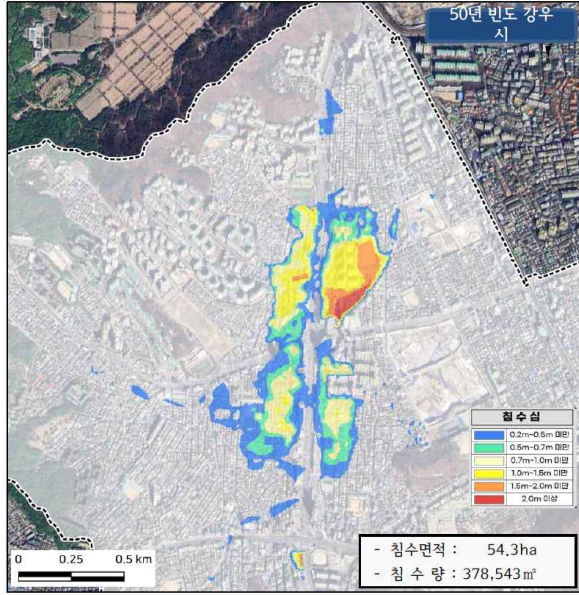 50년 빈도 강우
시
침 수 심
0.2m~0.5m 미만
0.5m~0.7m 미만
0.7m~1.0m 미만
1.0m~1.5m 미만
1.5m~2.0m 미만
2.0m 이상
0 0.25 0.5 km
- 침수면적 : 54.3ha
- 침 수 량 : 378,543㎥